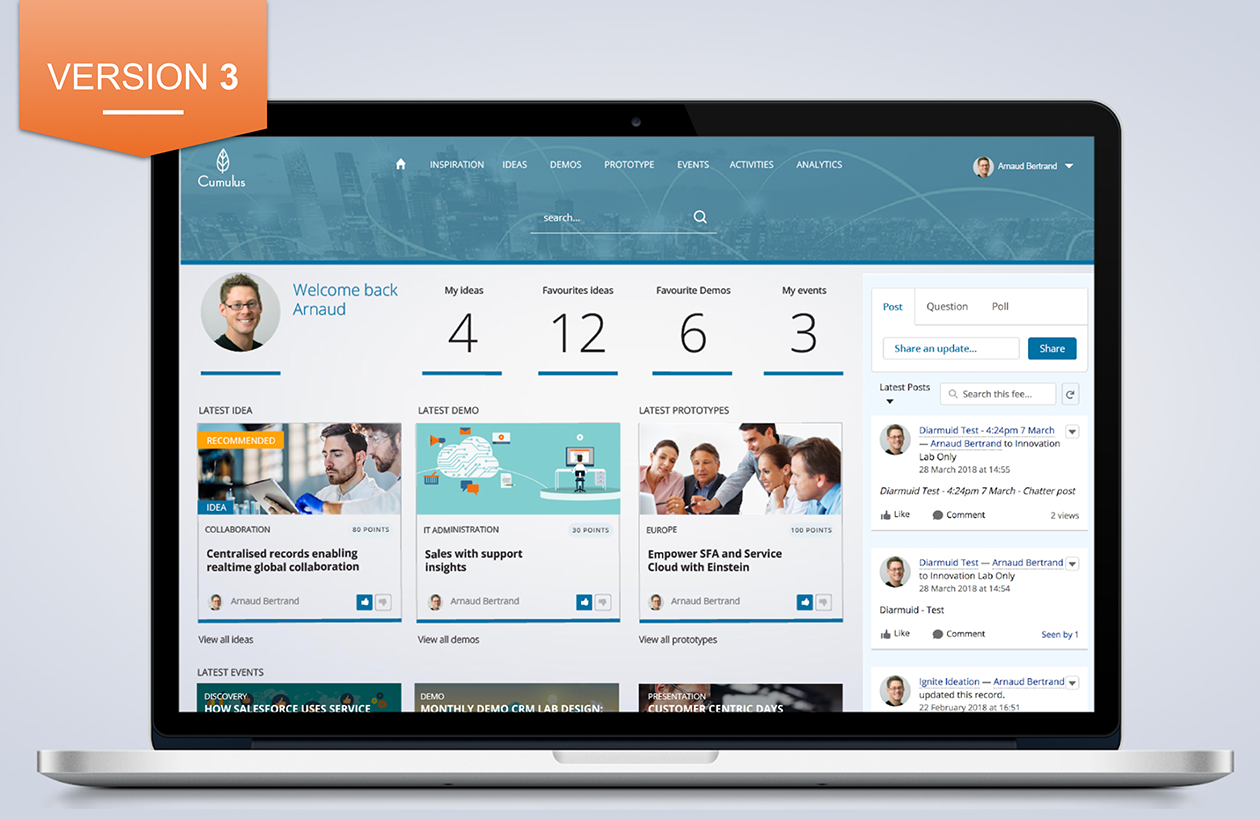 VERSION 3
Cumulus
INSPIRATION
IDEAS
DEMOS
PROTOTYPE
EVENTS
ACTIVITIES
ANALYTICS
Arnaud Bertrand
search...
Welcome back
Arnaud
My ideas
4
Favourites ideas
12
Favourite Demos
6
My events
3
LATEST IDEA
RECOMMENDED
IDEA
COLLABORATION
80 POINTS
Centralised records enabling
realtime global collaboration
Arnaud Bertrand
View all ideas
LATEST DEMO
IT ADMINISTRATION
30 POINTS
Sales with support
insights
Arnaud Bertrand
View all demos
LATEST PROTOTYPES
EUROPE
100 POINTS
Empower SFA and Service
Cloud with Einstein
Arnaud Bertrand
View all prototypes
LATEST EVENTS
DISCOVERY
HOW SALESFORCE USES SERVICE
DEMO
MONTHLY DEMO CRM LAB DESIGN:
PRESENTATION
CUSTOMER CENTRIC DAYS
Post
Question
Poll
Share an update...
Share
Latest Posts
Search this fee...
Diarmuid Test - 4:24pm 7 March
— Arnaud Bertrand to Innovation
Lab Only
28 March 2018 at 14:55
Diarmuid Test - 4:24pm 7 March - Chatter post
Like
Comment
2 views
Diarmuid Test — Arnaud Bertrand
to Innovation Lab Only
28 March 2018 at 14:54
Diarmuid - Test
Like
Comment
Seen by 1
Ignite Ideation — Arnaud Bertrand
updated this record.
22 February 2018 at 16:51